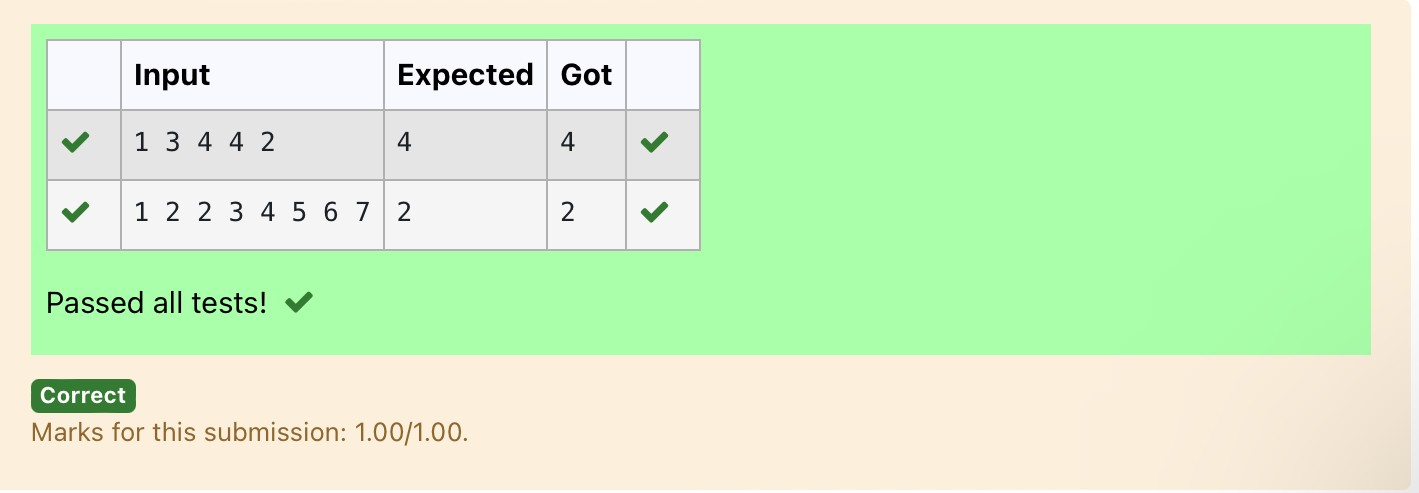 Input Expected Got
1 3 4 4 2 4 4
1 2 2 3 4 5 6 7 2 2
Passed all tests!
Correct
Marks for this submission: 1.00/1.00.